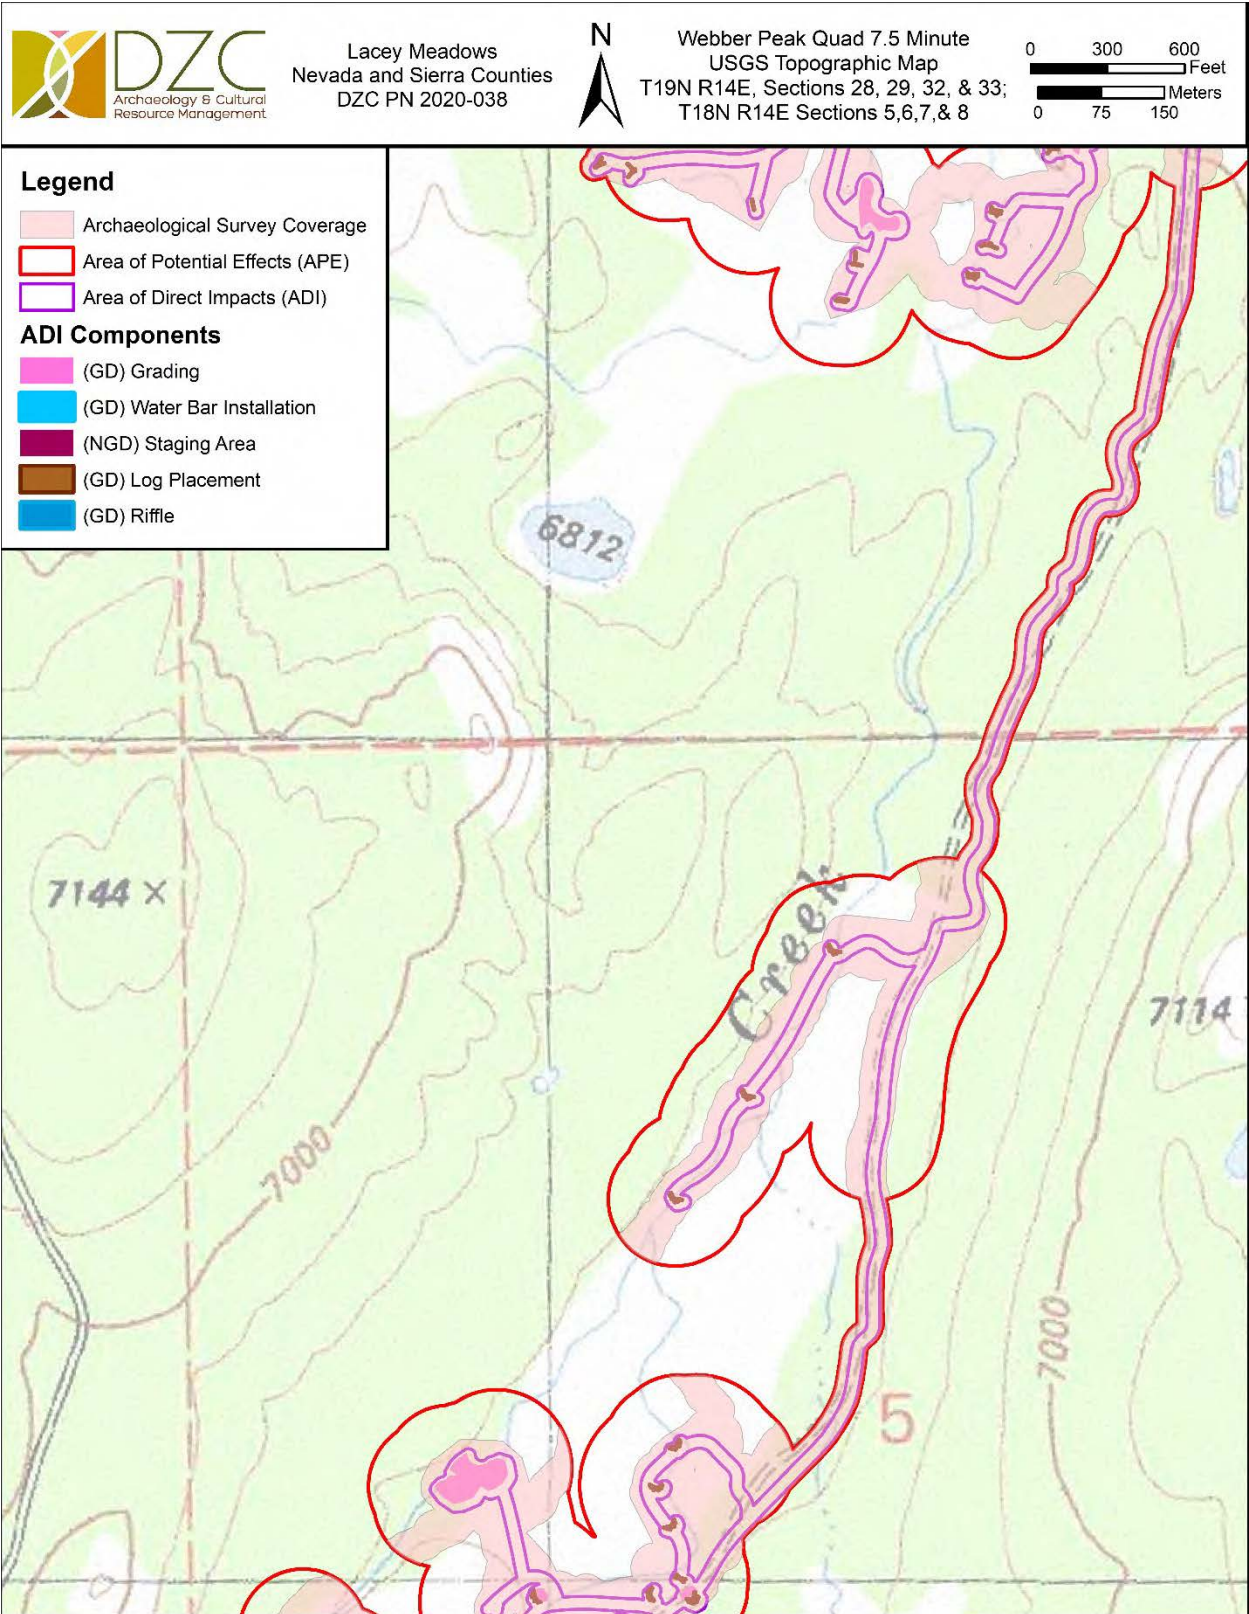 DZC
Archaeology & Cultural
Resource Management
Lacey Meadows
Nevada and Sierra Counties
DZC PN 2020-038
N
Webber Peak Quad 7.5 Minute
USGS Topographic Map
T19N R14E, Sections 28, 29, 32, & 33;
T18N R14E Sections 5,6,7,& 8
0 300 600
Feet
Meters
0 75 150
Legend
Archaeological Survey Coverage
Area of Potential Effects (APE)
Area of Direct Impacts (ADI)
ADI Components
(GD) Grading
(GD) Water Bar Installation
(NGD) Staging Area
(GD) Log Placement
(GD) Riffle
6812
7144 X
Creek
7114
7000
7000
5